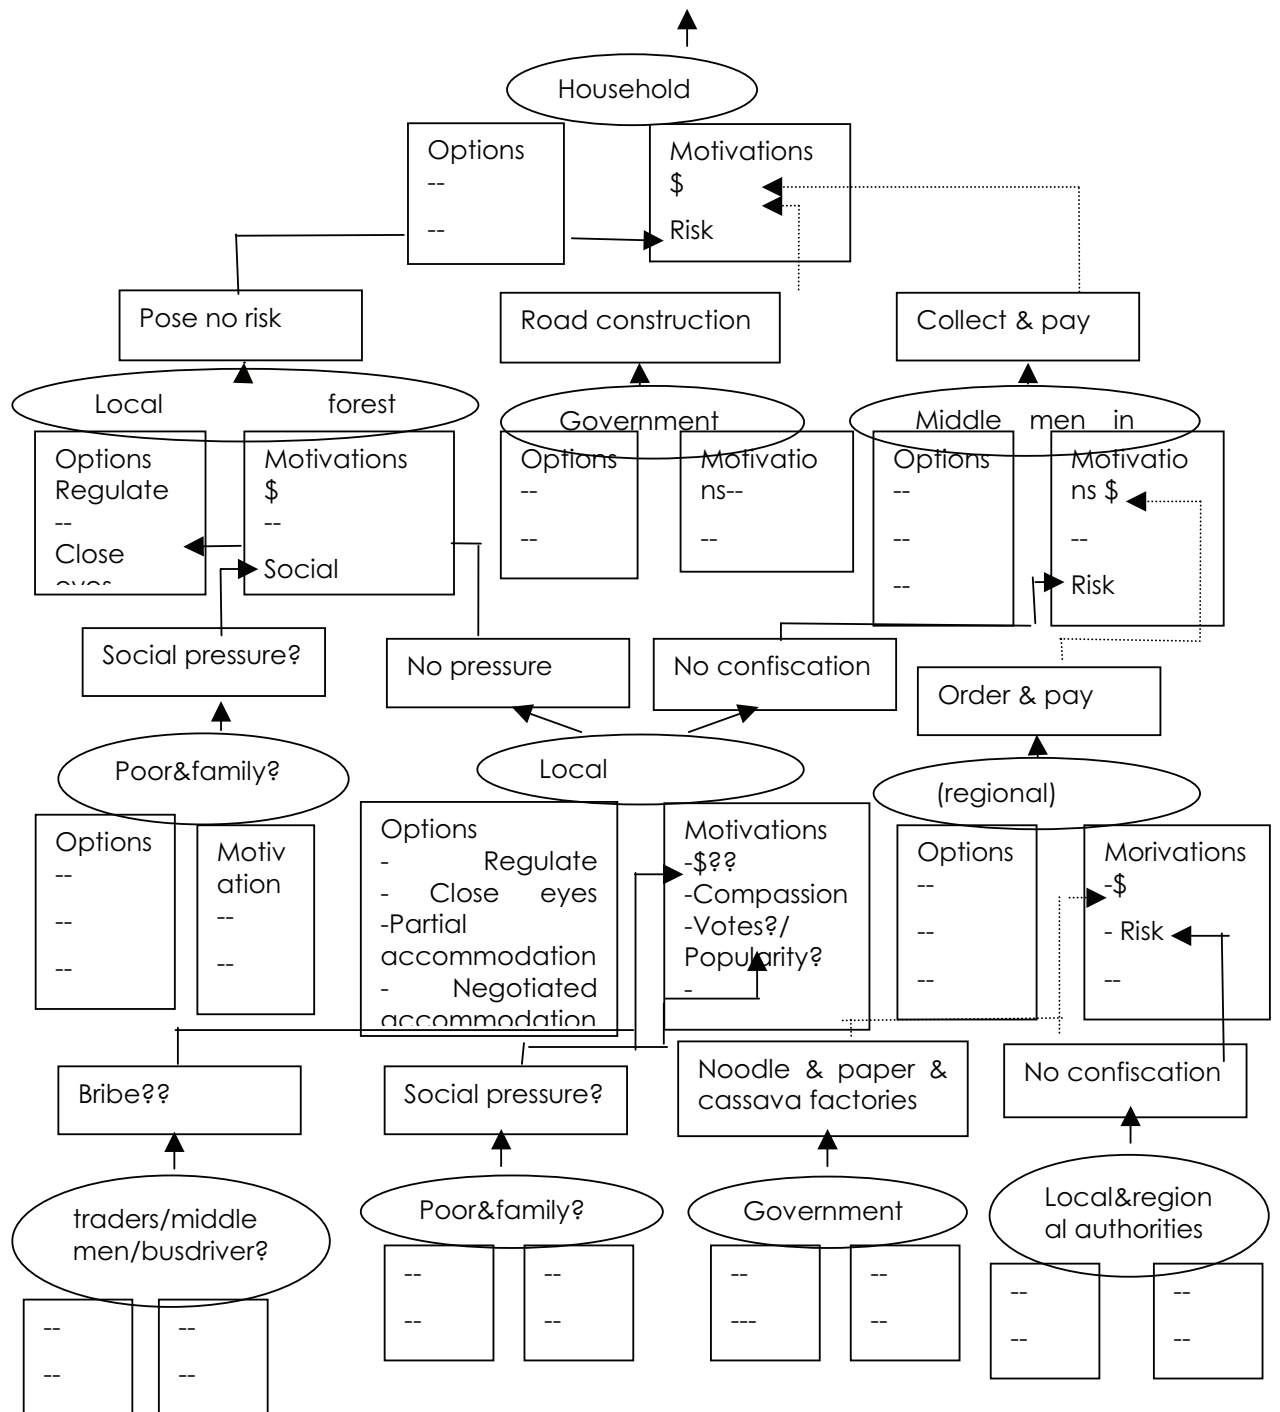 Household
Options
--
--
Motivations
$
Risk
Pose no risk
Road construction
Collect & pay
Local forest
Options
Regulate
--
Close
eyes
Motivations
$
--
Social
Government
Options
--
--
Motivatio
ns--
--
Middle men in
Options
--
--
--
Motivatio
ns $
--
Risk
Social pressure?
No pressure
No confiscation
Order & pay
Poor&family?
Options
--
--
--
Motiv
ation
--
--
Local
Options
- Regulate
- Close eyes
-Partial
accommodation
- Negotiated
accommodation
Motivations
-$??
-Compassion
-Votes?/
Popularity?
-
(regional)
Options
--
--
--
Morivations
-$
- Risk
--
Bribe??
Social pressure?
Noodle & paper &
cassava factories
No confiscation
traders/middle
men/busdriver?
--
--
--
--
Poor&family?
--
--
--
--
Government
--
---
--
--
Local&region
al authorities
--
--
--
--